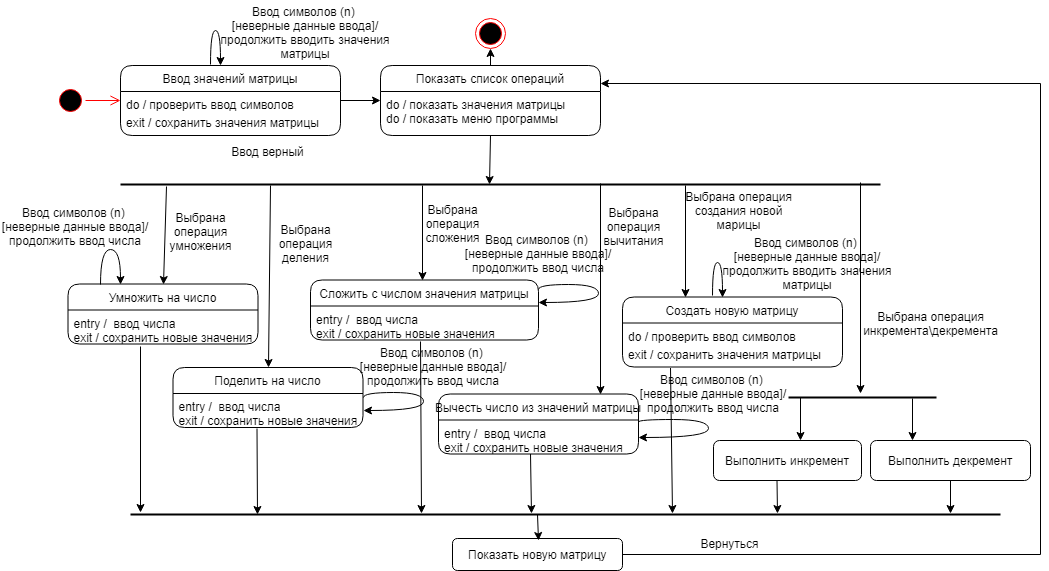 Ввод символов (n)
[неверные данные ввода]/
продолжить вводить значения
матрицы
Ввод значений матрицы
do / проверить ввод символов
exit / сохранить значения матрицы
Показать список операций
do / показать значения матрицы
do / показать меню программы
Ввод верный
Ввод символов (n)
[неверные данные ввода]/
продолжить ввод числа
Выбрана
операция
умножения
Выбрана
операция
деления
Выбрана
операция
сложения
Ввод символов (n)
[неверные данные ввода]/
продолжить ввод числа
Выбрана
операция
вычитания
Выбрана операция
создания новой
марицы
Ввод символов (n)
[неверные данные ввода]/
продолжить вводить значения
матрицы
Выбрана операция
инкремента\декремента
Умножить на число
entry / ввод числа
exit / сохранить новые значения
Сложить с числом значения матрицы
entry / ввод числа
exit / сохранить новые значения
Создать новую матрицу
do / проверить ввод символов
exit / сохранить значения матрицы
Ввод символов (n)
[неверные данные ввода]/
продолжить ввод числа
Поделить на число
entry / ввод числа
exit / сохранить новые значения
Ввод символов (n)
[неверные данные ввода]/
продолжить ввод числа
Вычесть число из значений матрицы
entry / ввод числа
exit / сохранить новые значения
Выполнить инкремент
Выполнить декремент
Показать новую матрицу
Вернуться